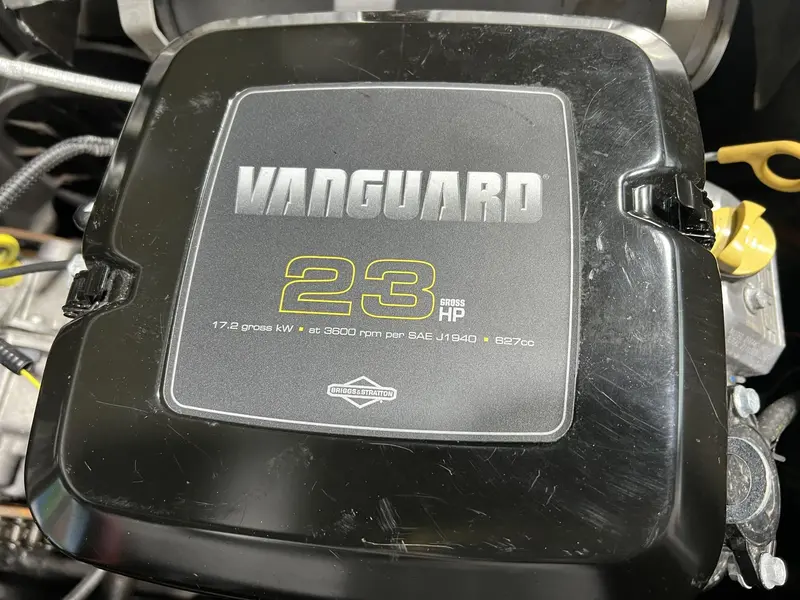 VANGUARD®
23 GROSS HP
17.2 gross kW ▪ at 3600 rpm per SAE J1940 ▪ 627cc
BRIGGS&STRATTON